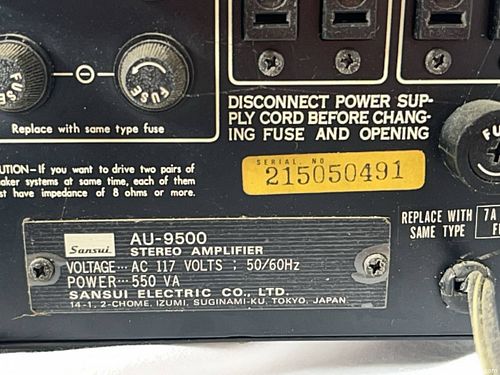 FUSE
FUSE
Replace with same type fuse
DISCONNECT POWER SUP-
PLY CORD BEFORE CHANG-
ING FUSE AND OPENING
SERIAL NO
215050491
UTION – If you want to drive two pairs of
aker systems at same time, each of them
st have impedance of 8 ohms or more.
REPLACE WITH 7A
SAME TYPE
Sansui
AU-9500
STEREO AMPLIFIER
VOLTAGE... AC 117 VOLTS ; 50/60Hz
POWER... 550 VA
SANSUI ELECTRIC CO., LTD.
14-1, 2-CHOME, IZUMI, SUGINAMI-KU, TOKYO, JAPAN